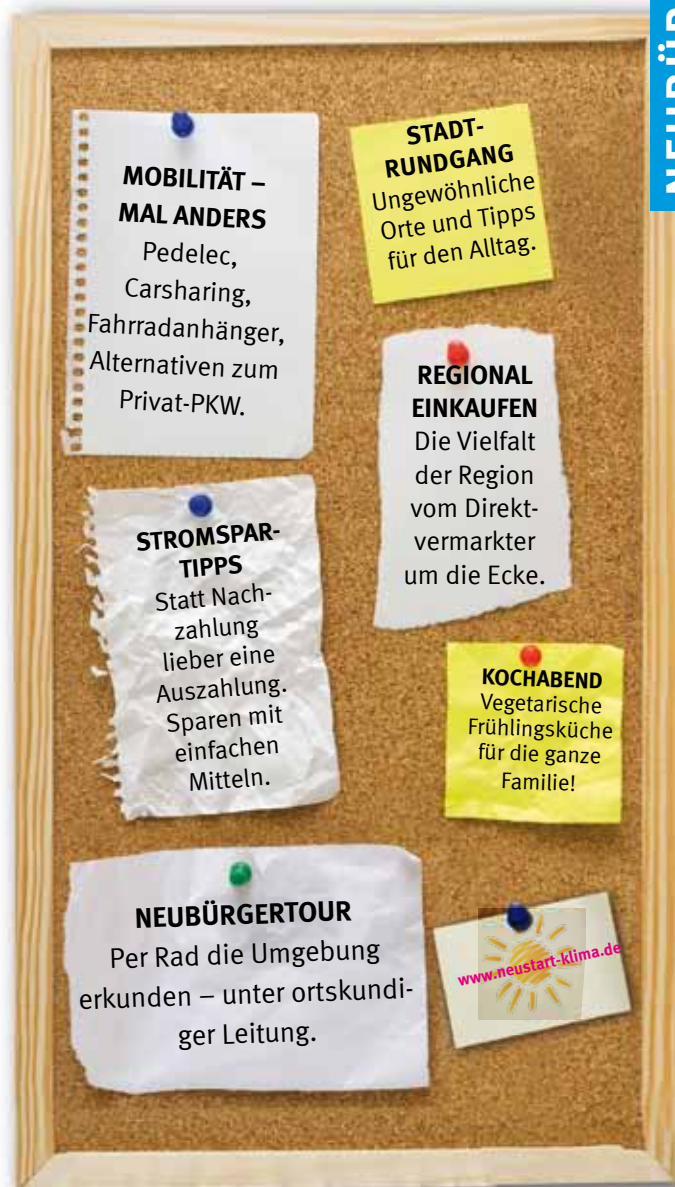 MOBILITÄT –
MAL ANDERS
Pedelec,
Carsharing,
Fahrradanhänger,
Alternativen zum
Privat-PKW.
STADT-
RUNDGANG
Ungewöhnliche
Orte und Tipps
für den Alltag.
REGIONAL
EINKAUFEN
Die Vielfalt
der Region
vom Direkt-
vermarkter
um die Ecke.
STROMSPAR-
TIPPS
Statt Nach-
zahlung
lieber eine
Auszahlung.
Sparen mit
einfachen
Mitteln.
KOCHABEND
Vegetarische
Frühlingsküche
für die ganze
Familie!
NEUBÜRGERTOUR
Per Rad die Umgebung
erkunden – unter ortskundi-
ger Leitung.
www.neustart-klima.de